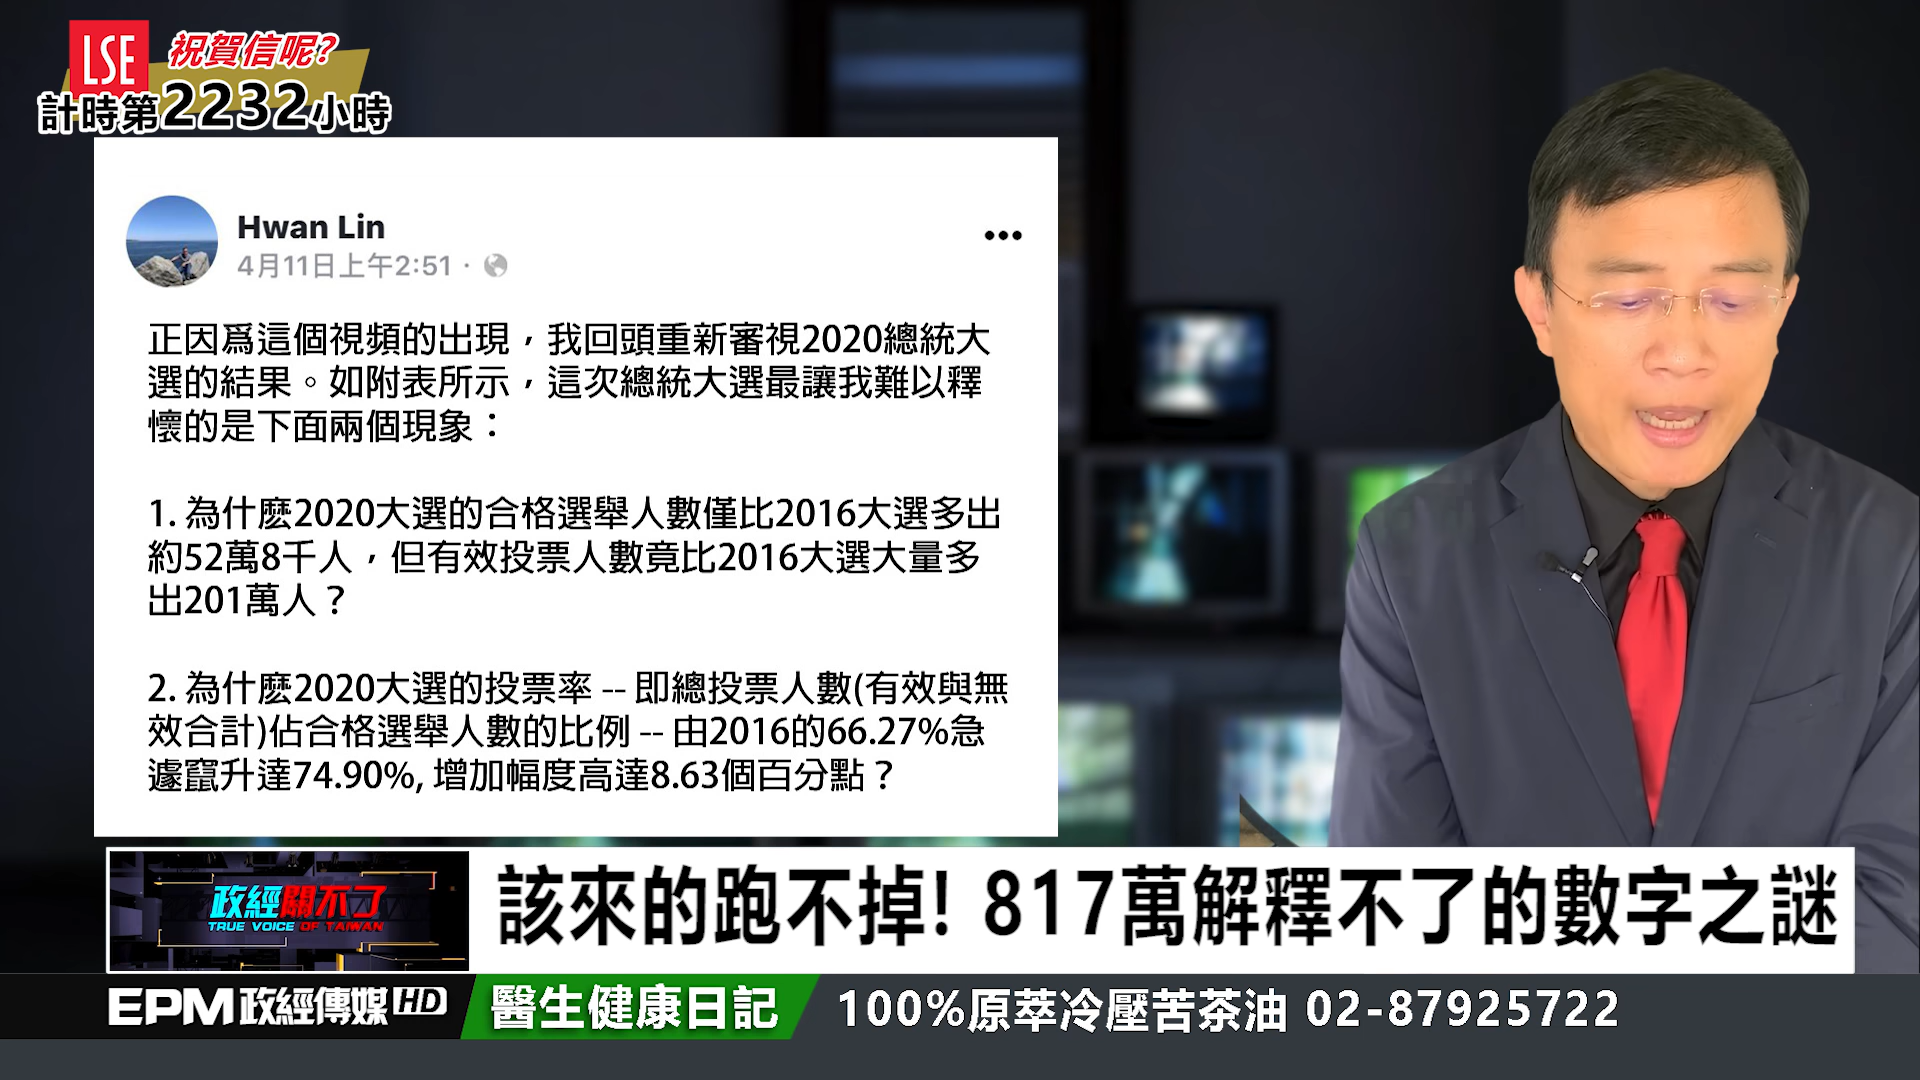 LSE
祝賀信呢?
計時第2232小時
Hwan Lin
4月11日上午2:51
正因爲這個視頻的出現，我回頭重新審視2020總統大
選的結果。如附表所示，這次總統大選最讓我難以釋
懷的是下面兩個現象：
1. 為什麼2020大選的合格選舉人數僅比2016大選多出
約52萬8千人，但有效投票人數竟比2016大選大量多
出201萬人？
2. 為什麼2020大選的投票率 -- 即總投票人數(有效與無
效合計)佔合格選舉人數的比例 -- 由2016的66.27%急
遽竄升達74.90%, 增加幅度高達8.63個百分點？
政經關不了
TRUE VOICE OF TAIWAN
該來的跑不掉! 817萬解釋不了的數字之謎
EPM政經傳媒HD
醫生健康日記
100%原萃冷壓苦茶油 02-87925722